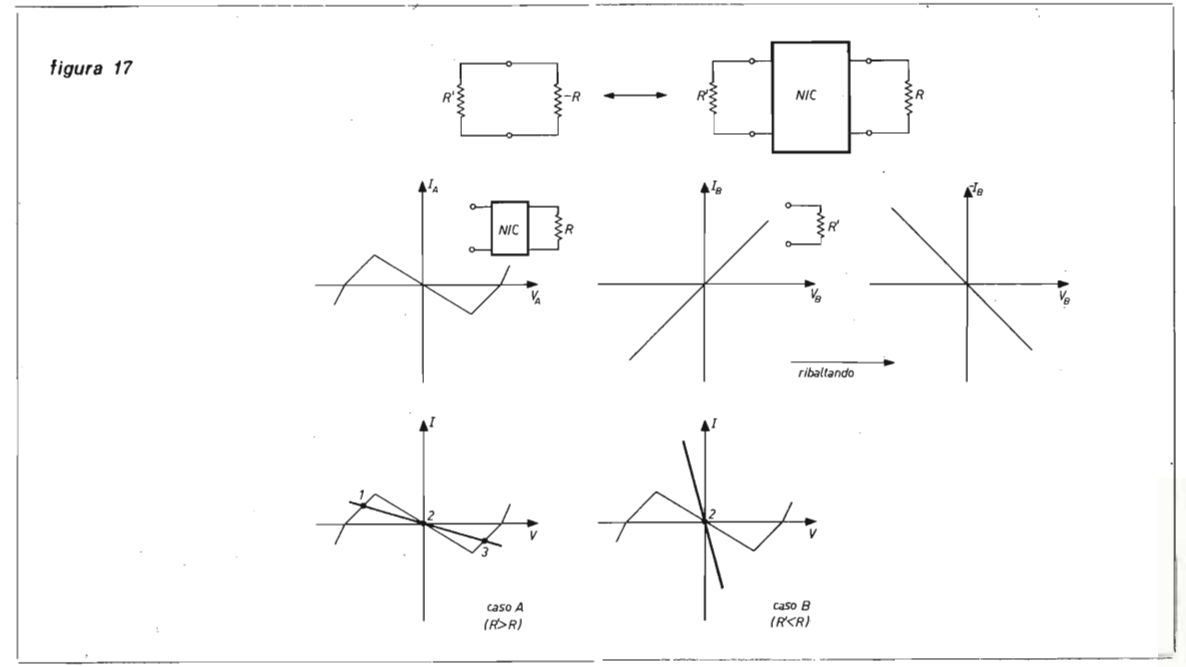 figura 17
R' -R R' NIC R
I_A NIC R V_A
I_B R' V_B
-I_B V_B
ribaltando
I 1 2 3 V
caso A
(R'>R)
I 2 V
caso B
(R'<R)